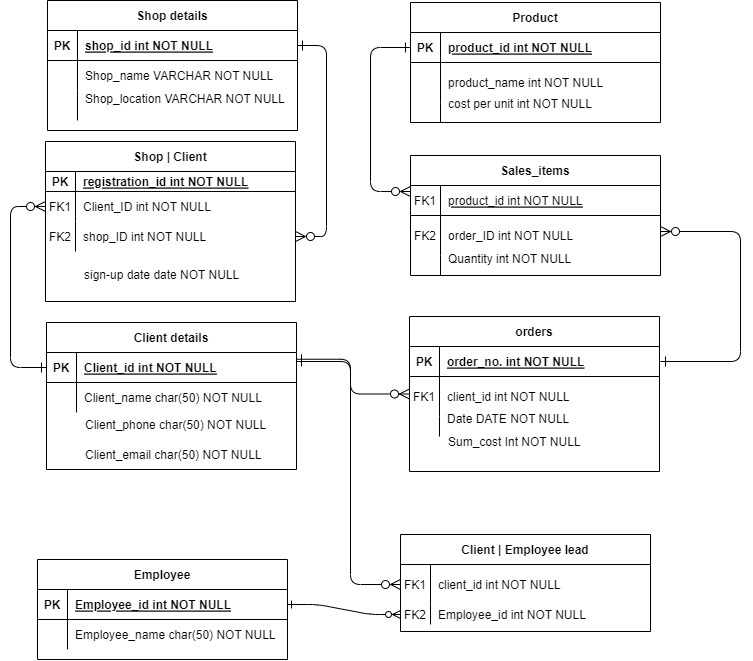 Shop details
PK shop_id int NOT NULL
Shop_name VARCHAR NOT NULL
Shop_location VARCHAR NOT NULL
Product
PK product_id int NOT NULL
product_name int NOT NULL
cost per unit int NOT NULL
Shop | Client
PK registration_id int NOT NULL
FK1 Client_ID int NOT NULL
FK2 shop_ID int NOT NULL
sign-up date date NOT NULL
Sales_items
FK1 product_id int NOT NULL
FK2 order_ID int NOT NULL
Quantity int NOT NULL
Client details
PK Client_id int NOT NULL
Client_name char(50) NOT NULL
Client_phone char(50) NOT NULL
Client_email char(50) NOT NULL
orders
PK order_no. int NOT NULL
FK1 client_id int NOT NULL
Date DATE NOT NULL
Sum_cost Int NOT NULL
Employee
PK Employee_id int NOT NULL
Employee_name char(50) NOT NULL
Client | Employee lead
FK1 client_id int NOT NULL
FK2 Employee_id int NOT NULL